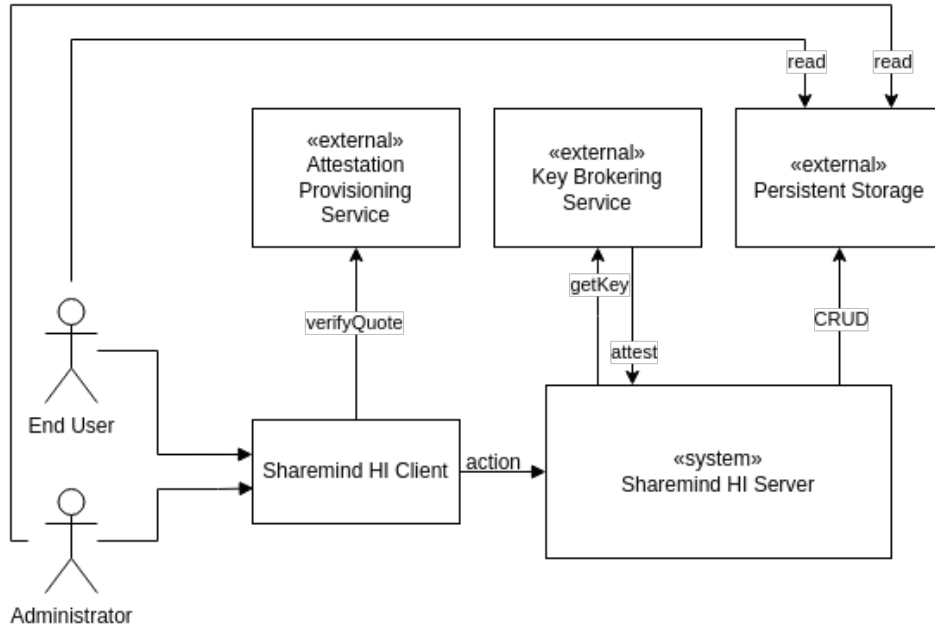 read
read
«external»
Attestation
Provisioning
Service
«external»
Key Brokering
Service
«external»
Persistent Storage
getKey
verifyQuote
CRUD
attest
End User
Sharemind HI Client
action
«system»
Sharemind HI Server
Administrator